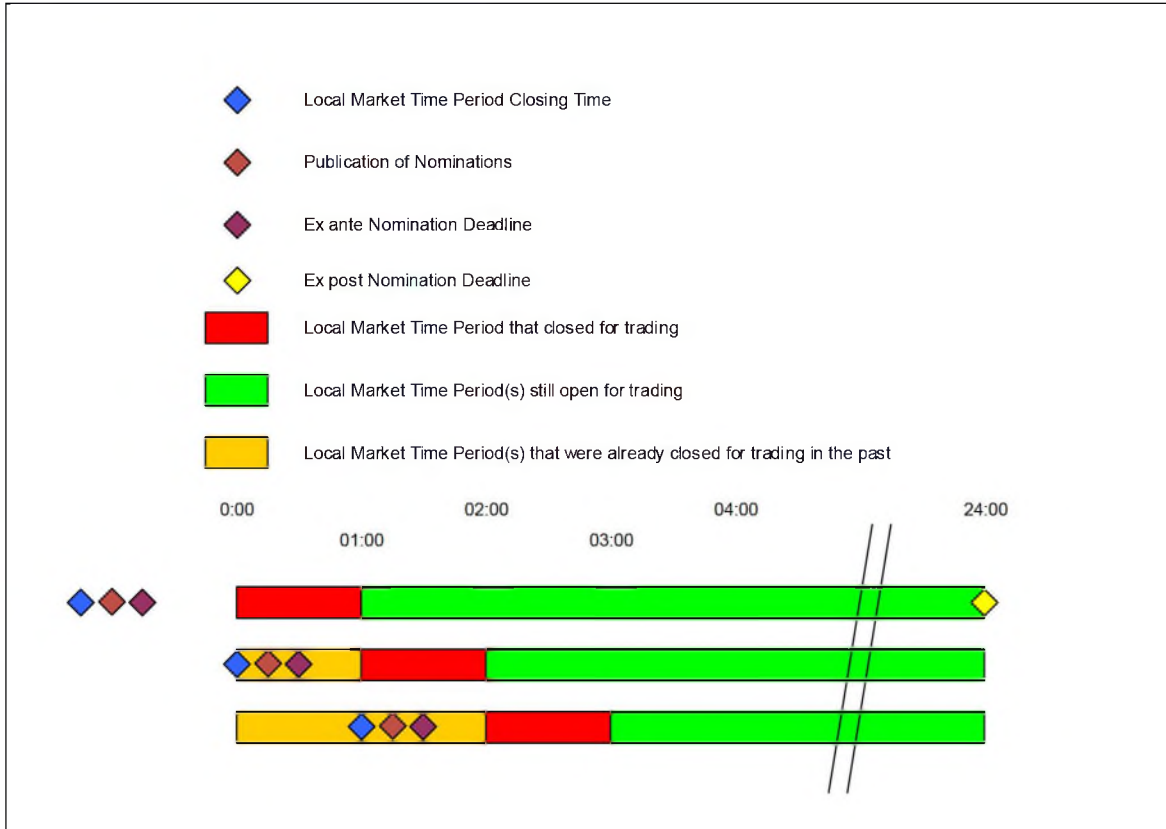 Local Market Time Period Closing Time
Publication of Nominations
Ex ante Nomination Deadline
Ex post Nomination Deadline
Local Market Time Period that closed for trading
Local Market Time Period(s) still open for trading
Local Market Time Period(s) that were already closed for trading in the past
0:00 02:00 04:00 24:00
01:00 03:00